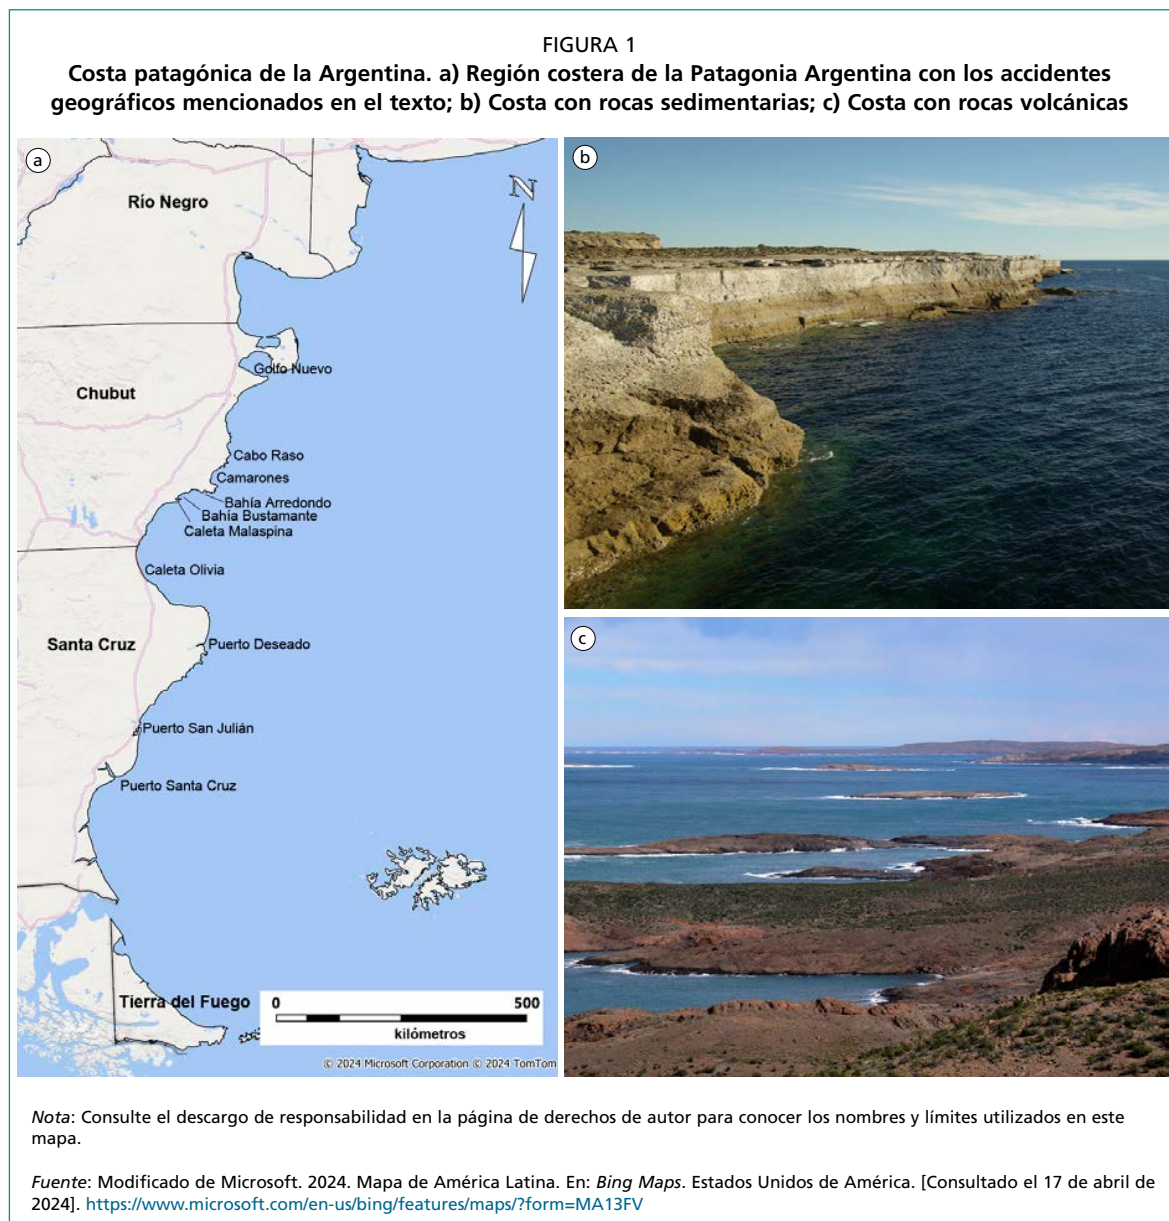 FIGURA 1
Costa patagónica de la Argentina. a) Región costera de la Patagonia Argentina con los accidentes
geográficos mencionados en el texto; b) Costa con rocas sedimentarias; c) Costa con rocas volcánicas
a
N
Río Negro
Golfo Nuevo
Chubut
Cabo Raso
Camarones
Bahía Arredondo
Bahía Bustamante
Caleta Malaspina
Caleta Olivia
Santa Cruz
Puerto Deseado
Puerto San Julián
Puerto Santa Cruz
Tierra del Fuego
0 500
kilómetros
© 2024 Microsoft Corporation © 2024 TomTom
b
c
Nota: Consulte el descargo de responsabilidad en la página de derechos de autor para conocer los nombres y límites utilizados en este
mapa.
Fuente: Modificado de Microsoft. 2024. Mapa de América Latina. En: Bing Maps. Estados Unidos de América. [Consultado el 17 de abril de
2024]. https://www.microsoft.com/en-us/bing/features/maps/?form=MA13FV